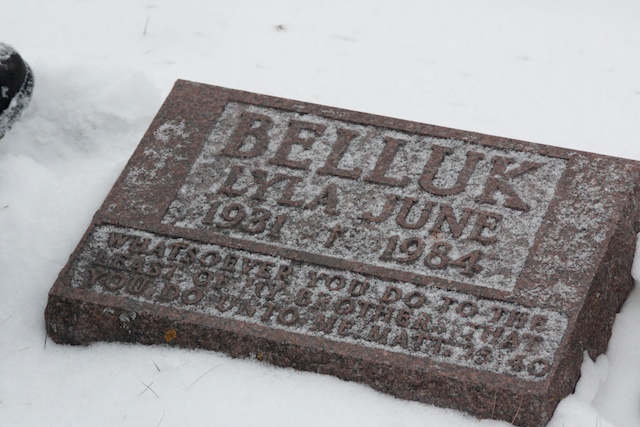 BELLUK
LYLA JUNE
1931 † 1984
WHATSOEVER YOU DO TO THE
LEAST OF MY BROTHERS, THAT
YOU DO UNTO ME MATT. 25:40